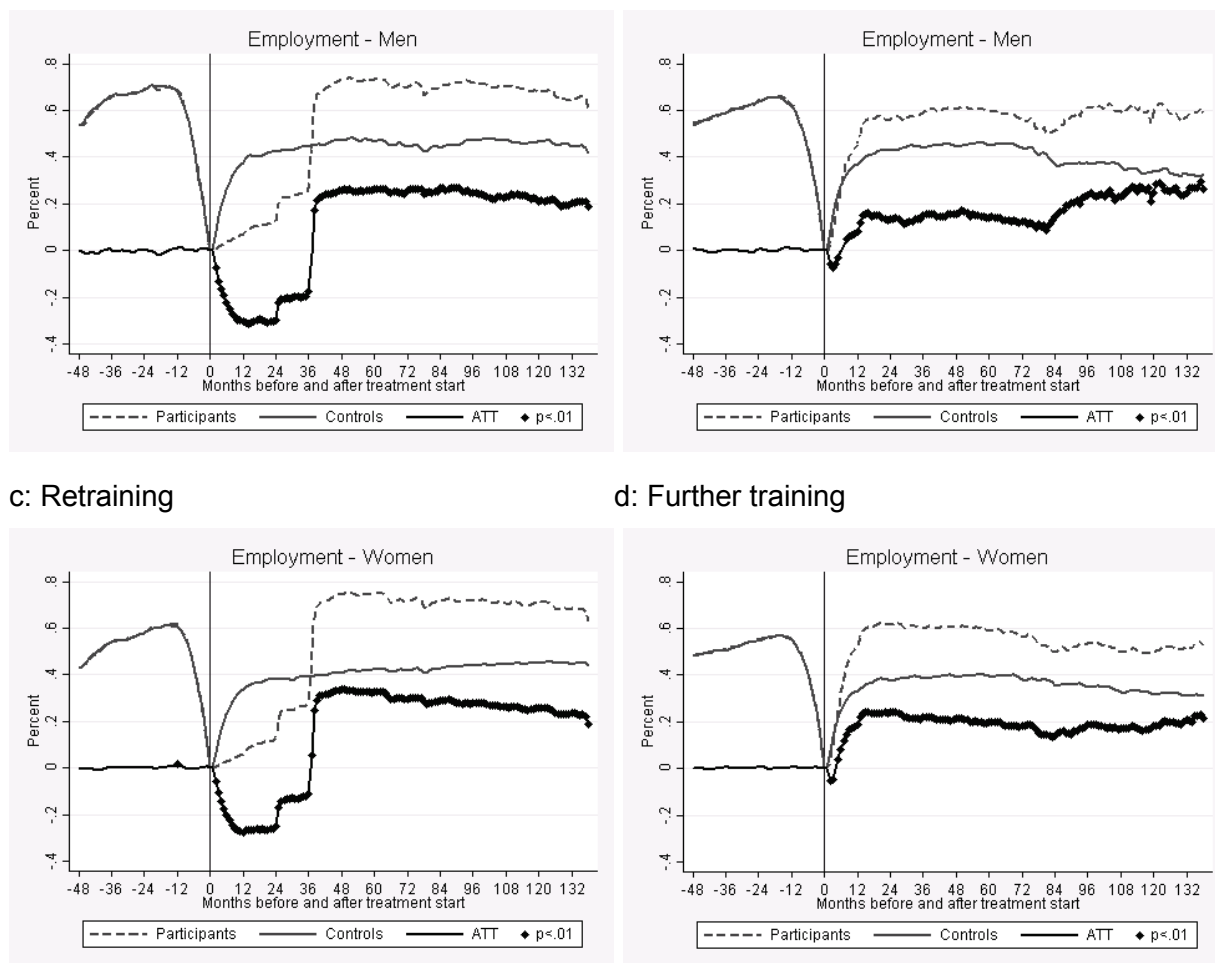 Employment - Men
Percent
.8
.6
.4
.2
0
-.2
-.4
-48 -36 -24 -12 0 12 24 36 48 60 72 84 96 108 120 132
Months before and after treatment start
Participants Controls ATT p<.01
Employment - Men
Percent
.8
.6
.4
.2
0
-.2
-.4
-48 -36 -24 -12 0 12 24 36 48 60 72 84 96 108 120 132
Months before and after treatment start
Participants Controls ATT p<.01
c: Retraining
d: Further training
Employment - Women
Percent
.8
.6
.4
.2
0
-.2
-.4
-48 -36 -24 -12 0 12 24 36 48 60 72 84 96 108 120 132
Months before and after treatment start
Participants Controls ATT p<.01
Employment - Women
Percent
.8
.6
.4
.2
0
-.2
-.4
-48 -36 -24 -12 0 12 24 36 48 60 72 84 96 108 120 132
Months before and after treatment start
Participants Controls ATT p<.01